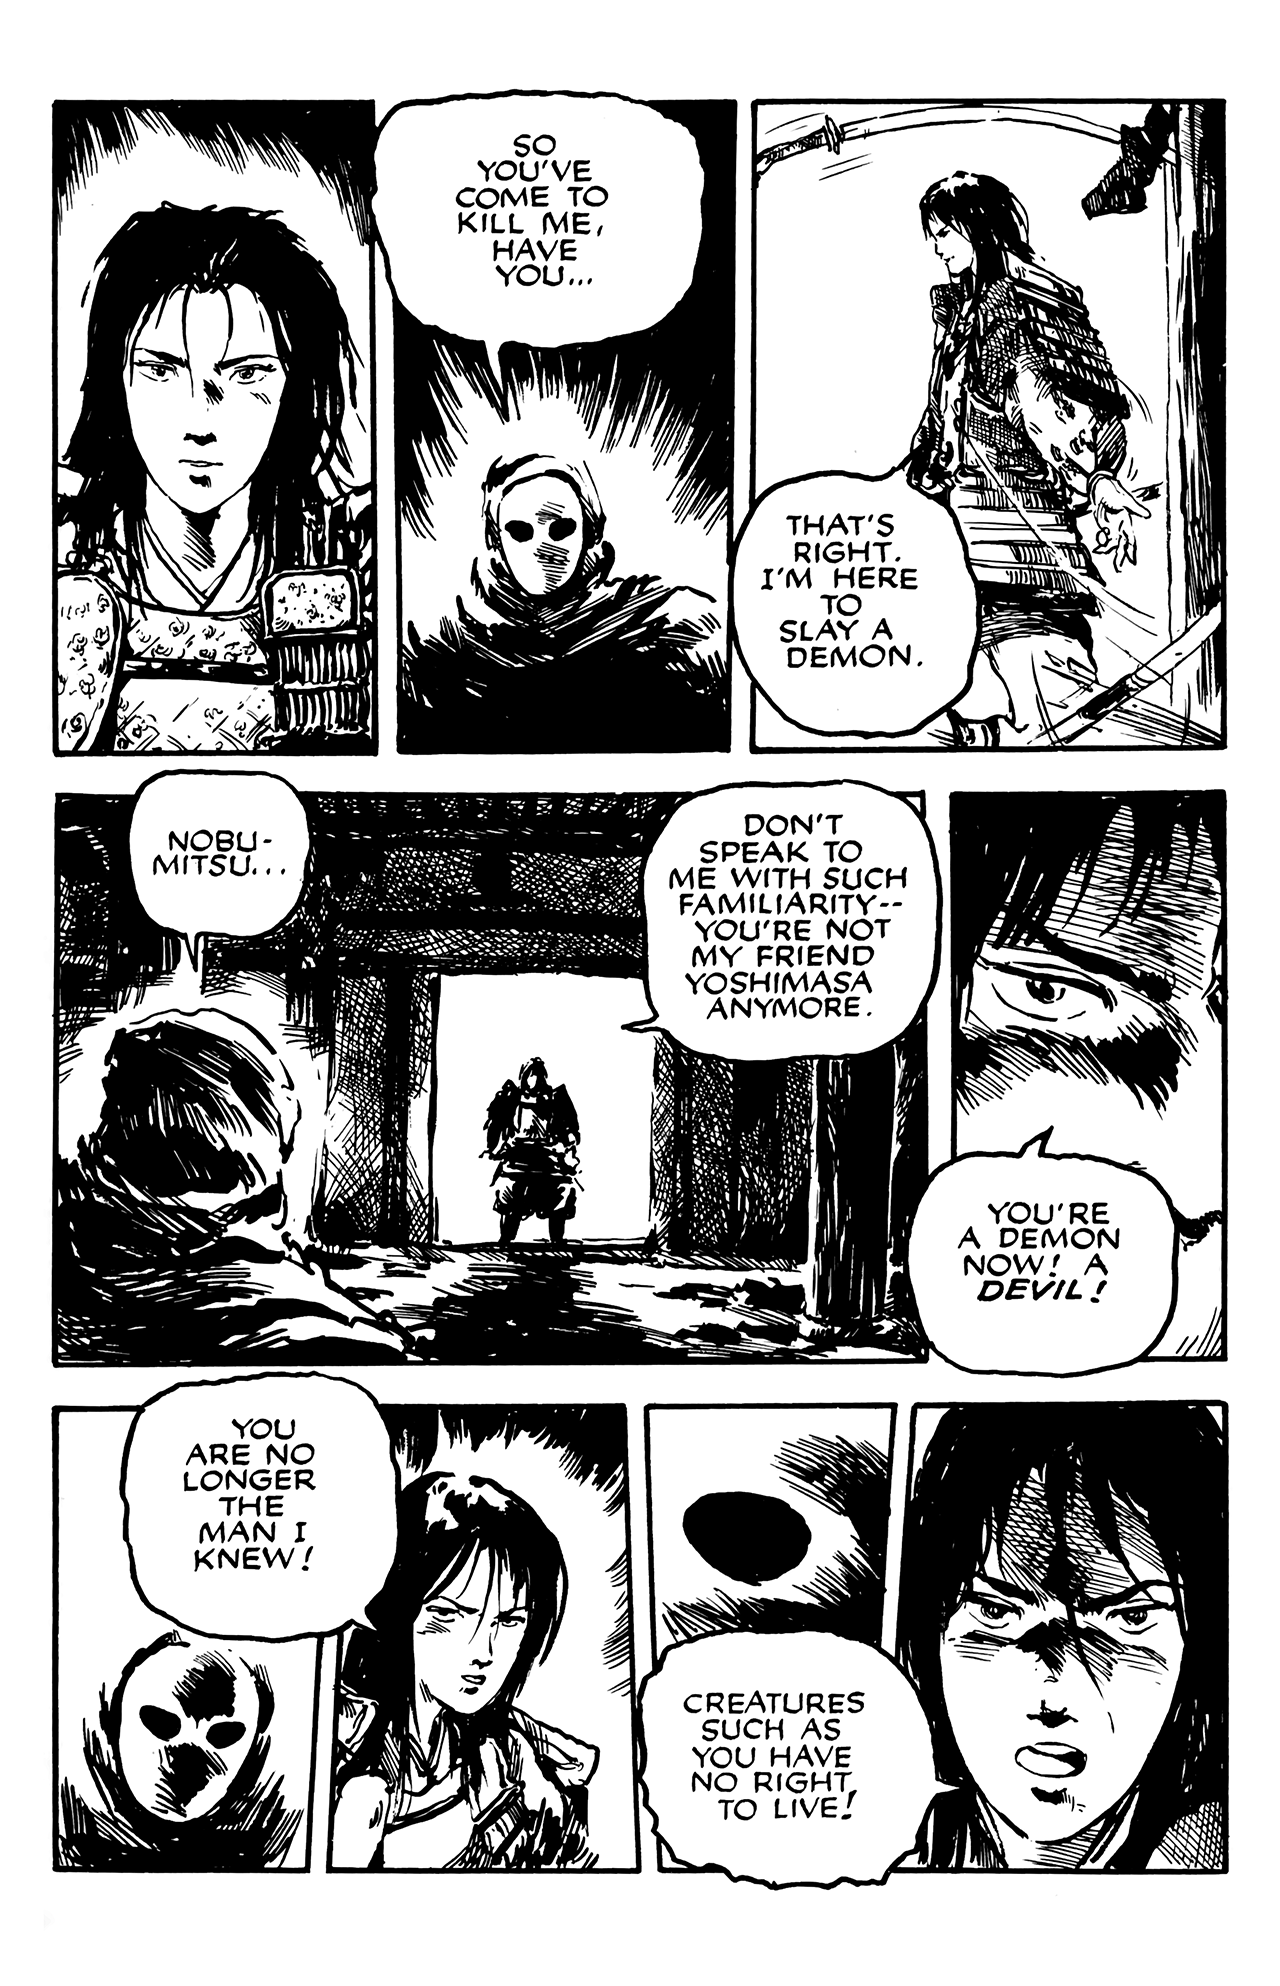 SO
YOU'VE
COME TO
KILL ME,
HAVE
YOU...
THAT'S
RIGHT.
I'M HERE
TO
SLAY A
DEMON.
NOBU-
MITSU...
DON'T
SPEAK TO
ME WITH SUCH
FAMILIARITY--
YOU'RE NOT
MY FRIEND
YOSHIMASA
ANYMORE.
YOU'RE
A DEMON
NOW! A
DEVIL!
YOU
ARE NO
LONGER
THE
MAN I
KNEW!
CREATURES
SUCH AS
YOU HAVE
NO RIGHT
TO LIVE!